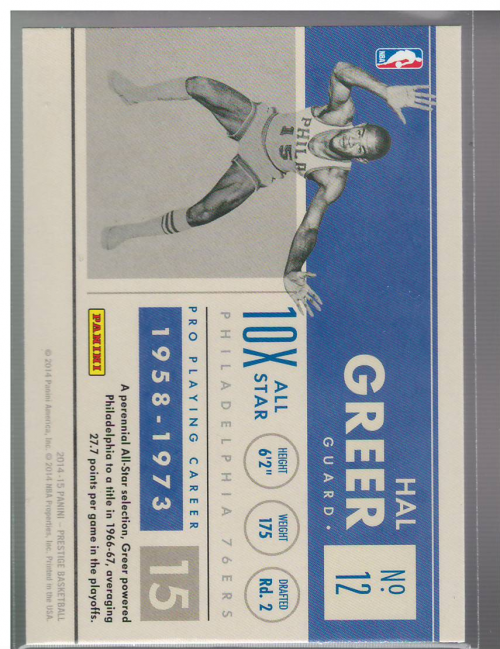 NBA
HAL
GREER
GUARD•
Nº
12
PHILA
15
10X
ALL
STAR
HEIGHT
6'2"
WEIGHT
175
DRAFTED
Rd. 2
PHILADELPHIA 76ERS
PRO PLAYING CAREER
1958-1973
15
PANINI
A perennial All-Star selection, Greer powered
Philadelphia to a title in 1966-67, averaging
27.7 points per game in the playoffs.
2014-15 PANINI – PRESTIGE BASKETBALL
© 2014 Panini America, Inc. © 2014 NBA Properties, Inc. Printed in the USA.